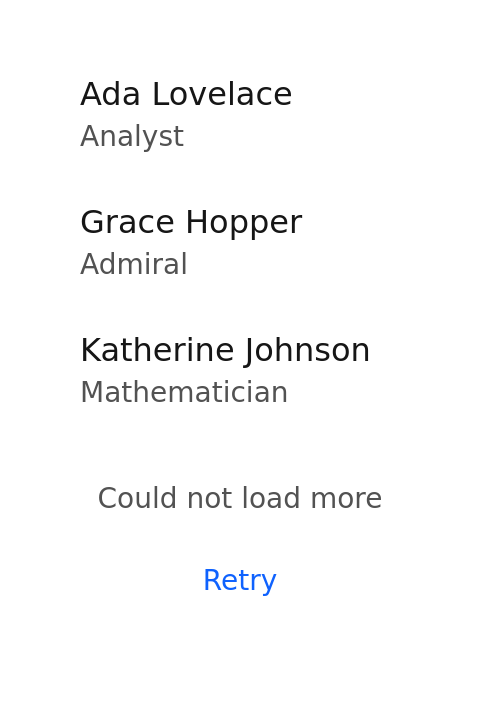 Ada Lovelace
Analyst
Grace Hopper
Admiral
Katherine Johnson
Mathematician
Could not load more
Retry